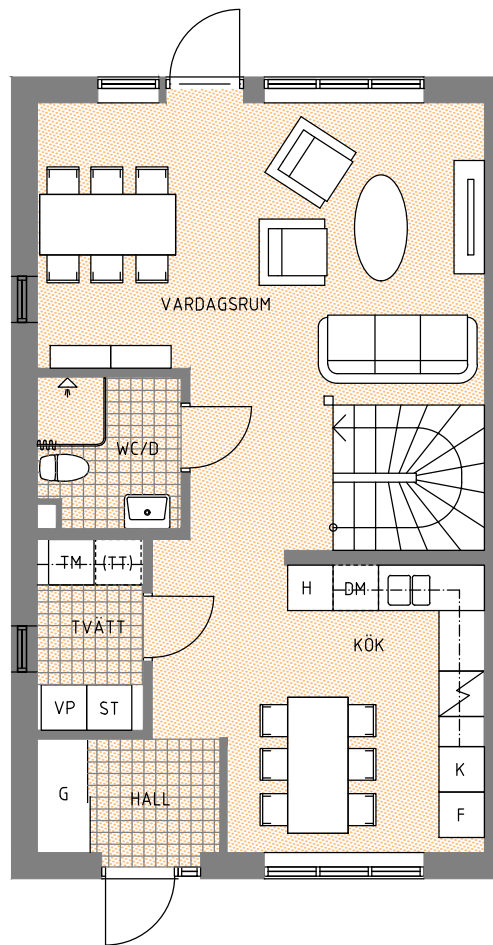 VARDAGSRUM
WC/D
TM (TT)
TVÄTT
H DM
KÖK
VP ST
K
G
HALL
F